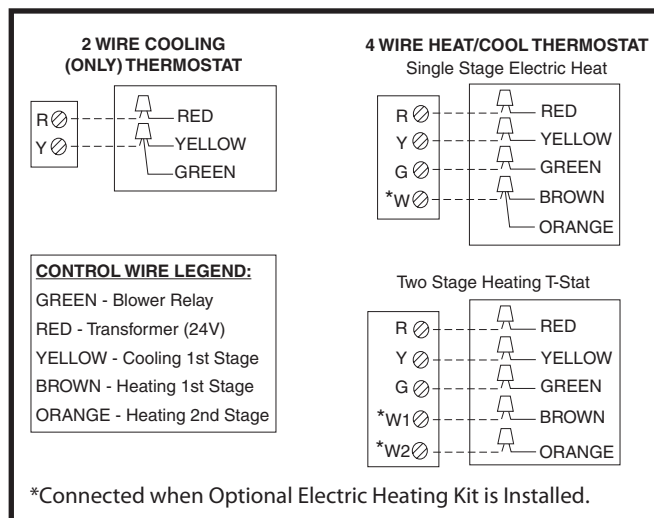 2 WIRE COOLING
(ONLY) THERMOSTAT
R
Y
RED
YELLOW
GREEN
4 WIRE HEAT/COOL THERMOSTAT
Single Stage Electric Heat
R
Y
G
*W
RED
YELLOW
GREEN
BROWN
ORANGE
CONTROL WIRE LEGEND:
GREEN - Blower Relay
RED - Transformer (24V)
YELLOW - Cooling 1st Stage
BROWN - Heating 1st Stage
ORANGE - Heating 2nd Stage
Two Stage Heating T-Stat
R
Y
G
*W1
*W2
RED
YELLOW
GREEN
BROWN
ORANGE
*Connected when Optional Electric Heating Kit is Installed.